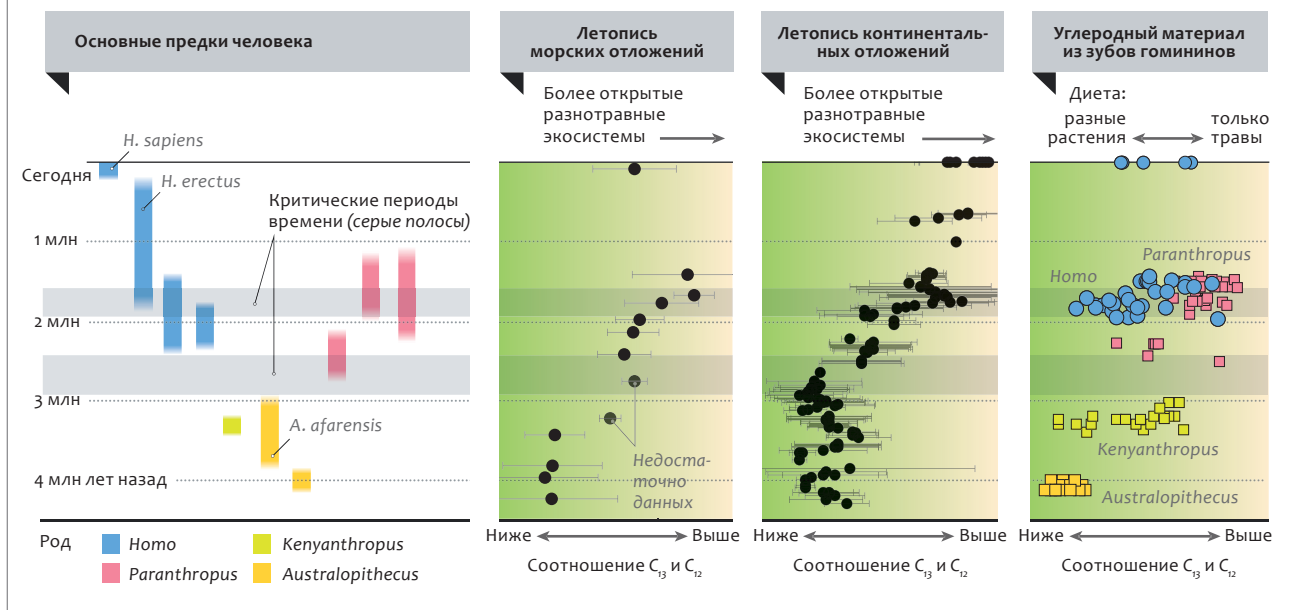 Основные предки человека
Летопись
морских отложений
Летопись континенталь-
ных отложений
Углеродный материал
из зубов гомининов
Более открытые
разнотравные
экосистемы
Более открытые
разнотравные
экосистемы
Диета:
разные
растения
только
травы
H. sapiens
Сегодня
H. erectus
Критические периоды
времени (серые полосы)
1 млн
2 млн
3 млн
A. afarensis
4 млн лет назад
Недоста-
точно
данных
Paranthropus
Homo
Kenyanthropus
Australopithecus
Род
Homo
Kenyanthropus
Paranthropus
Australopithecus
Ниже
Выше
Соотношение C₁₃ и C₁₂
Ниже
Выше
Соотношение C₁₃ и C₁₂
Ниже
Выше
Соотношение C₁₃ и C₁₂